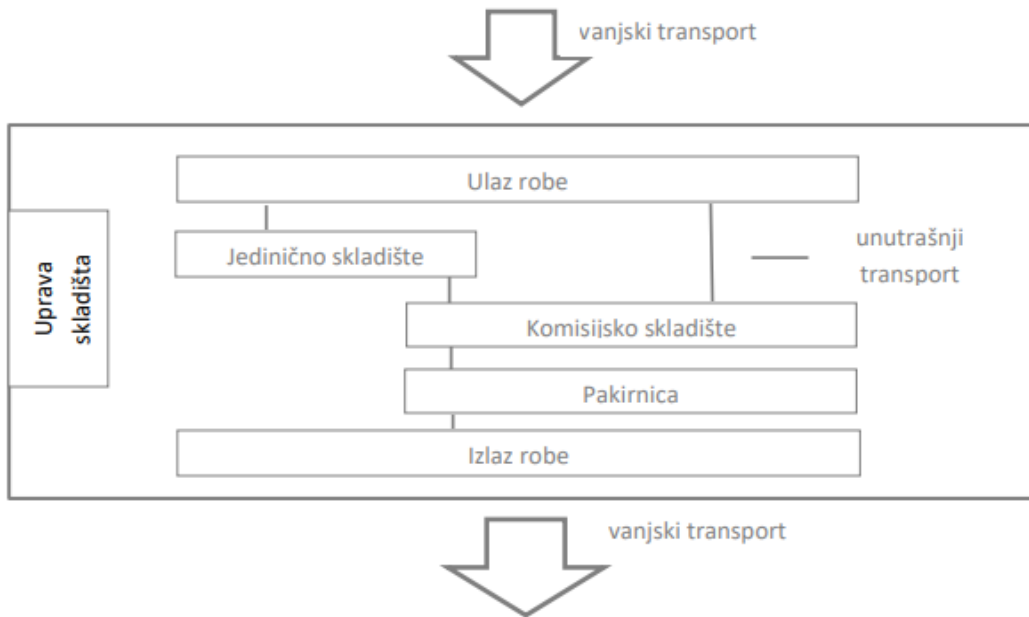 vanjski transport
Ulaz robe
Jedinično skladište
unutrašnji
transport
Uprava
skladišta
Komisijsko skladište
Pakirnica
Izlaz robe
vanjski transport